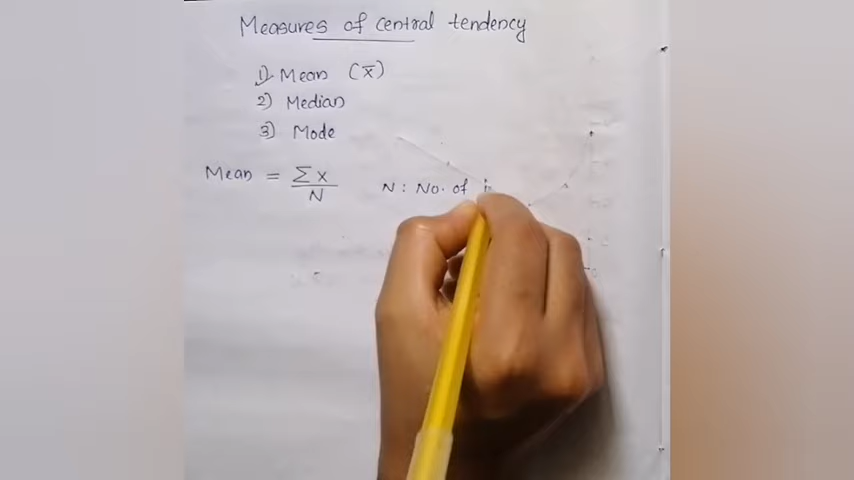 Measures of central tendency
1) Mean (x̄)
2) Median
3) Mode
Mean = Σx / N    N : No. of